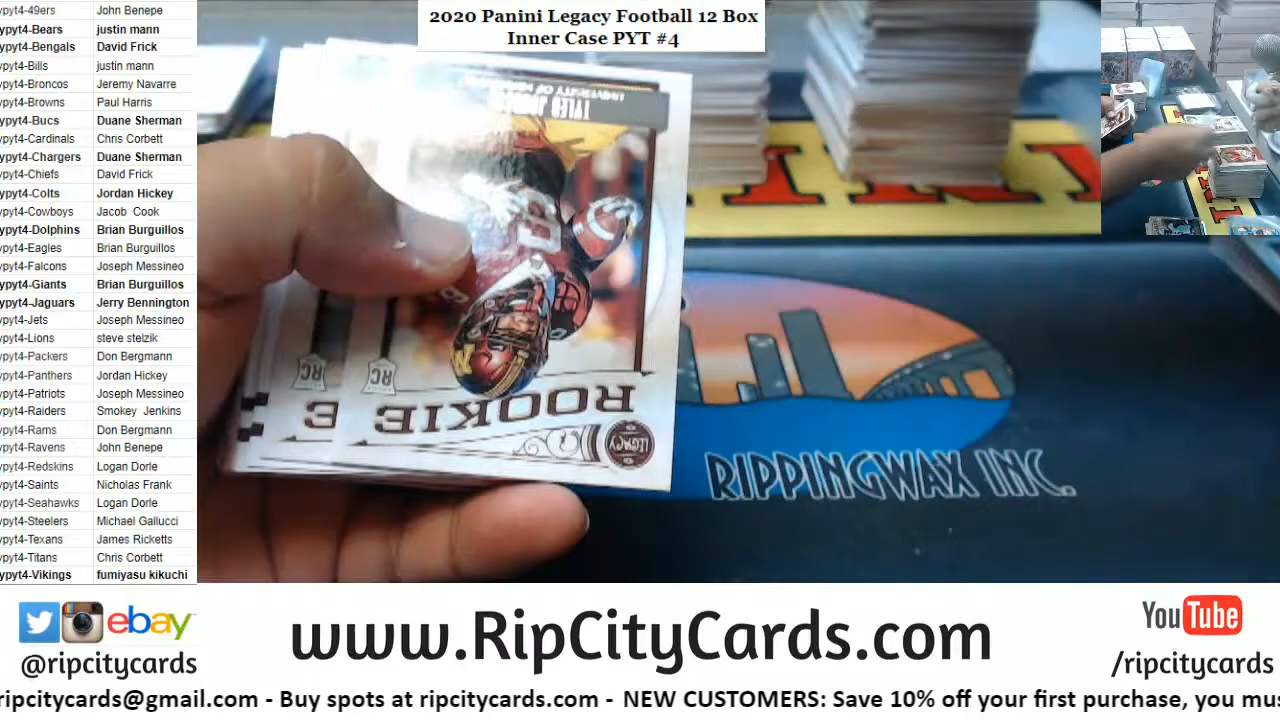 ypyt4-49ers John Benepe
ypyt4-Bears justin mann
ypyt4-Bengals David Frick
ypyt4-Bills justin mann
ypyt4-Broncos Jeremy Navarre
ypyt4-Browns Paul Harris
ypyt4-Bucs Duane Sherman
ypyt4-Cardinals Chris Corbett
ypyt4-Chargers Duane Sherman
ypyt4-Chiefs David Frick
ypyt4-Colts Jordan Hickey
ypyt4-Cowboys Jacob Cook
ypyt4-Dolphins Brian Burguillos
ypyt4-Eagles Brian Burguillos
ypyt4-Falcons Joseph Messineo
ypyt4-Giants Brian Burguillos
ypyt4-Jaguars Jerry Bennington
ypyt4-Jets Joseph Messineo
ypyt4-Lions steve stelzik
ypyt4-Packers Don Bergmann
ypyt4-Panthers Jordan Hickey
ypyt4-Patriots Joseph Messineo
ypyt4-Raiders Smokey Jenkins
ypyt4-Rams Don Bergmann
ypyt4-Ravens John Benepe
ypyt4-Redskins Logan Dorle
ypyt4-Saints Nicholas Frank
ypyt4-Seahawks Logan Dorle
ypyt4-Steelers Michael Gallucci
ypyt4-Texans James Ricketts
ypyt4-Titans Chris Corbett
ypyt4-Vikings fumiyasu kikuchi
2020 Panini Legacy Football 12 Box
Inner Case PYT #4
UNIVERSITY OF
RC
RC
ROOKIE
E
LEGACY
RIPPINGWAX INC.
ebay
@ripcitycards
www.RipCityCards.com
YouTube
/ripcitycards
ripcitycards@gmail.com - Buy spots at ripcitycards.com - NEW CUSTOMERS: Save 10% off your first purchase, you mus